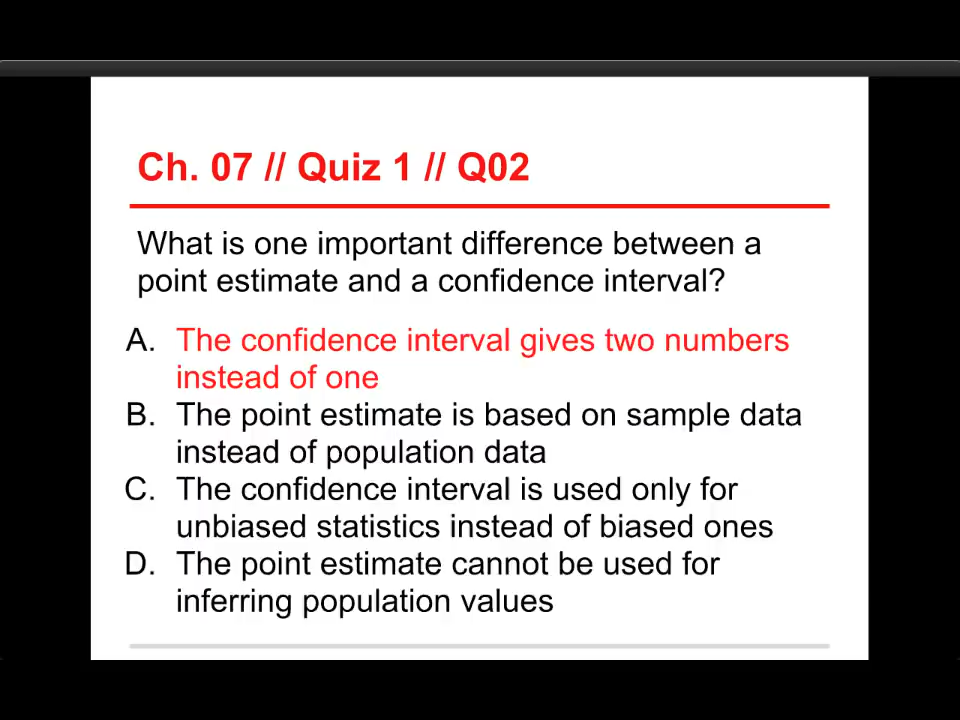 Ch. 07 // Quiz 1 // Q02
What is one important difference between a
point estimate and a confidence interval?
A. The confidence interval gives two numbers
instead of one
B. The point estimate is based on sample data
instead of population data
C. The confidence interval is used only for
unbiased statistics instead of biased ones
D. The point estimate cannot be used for
inferring population values